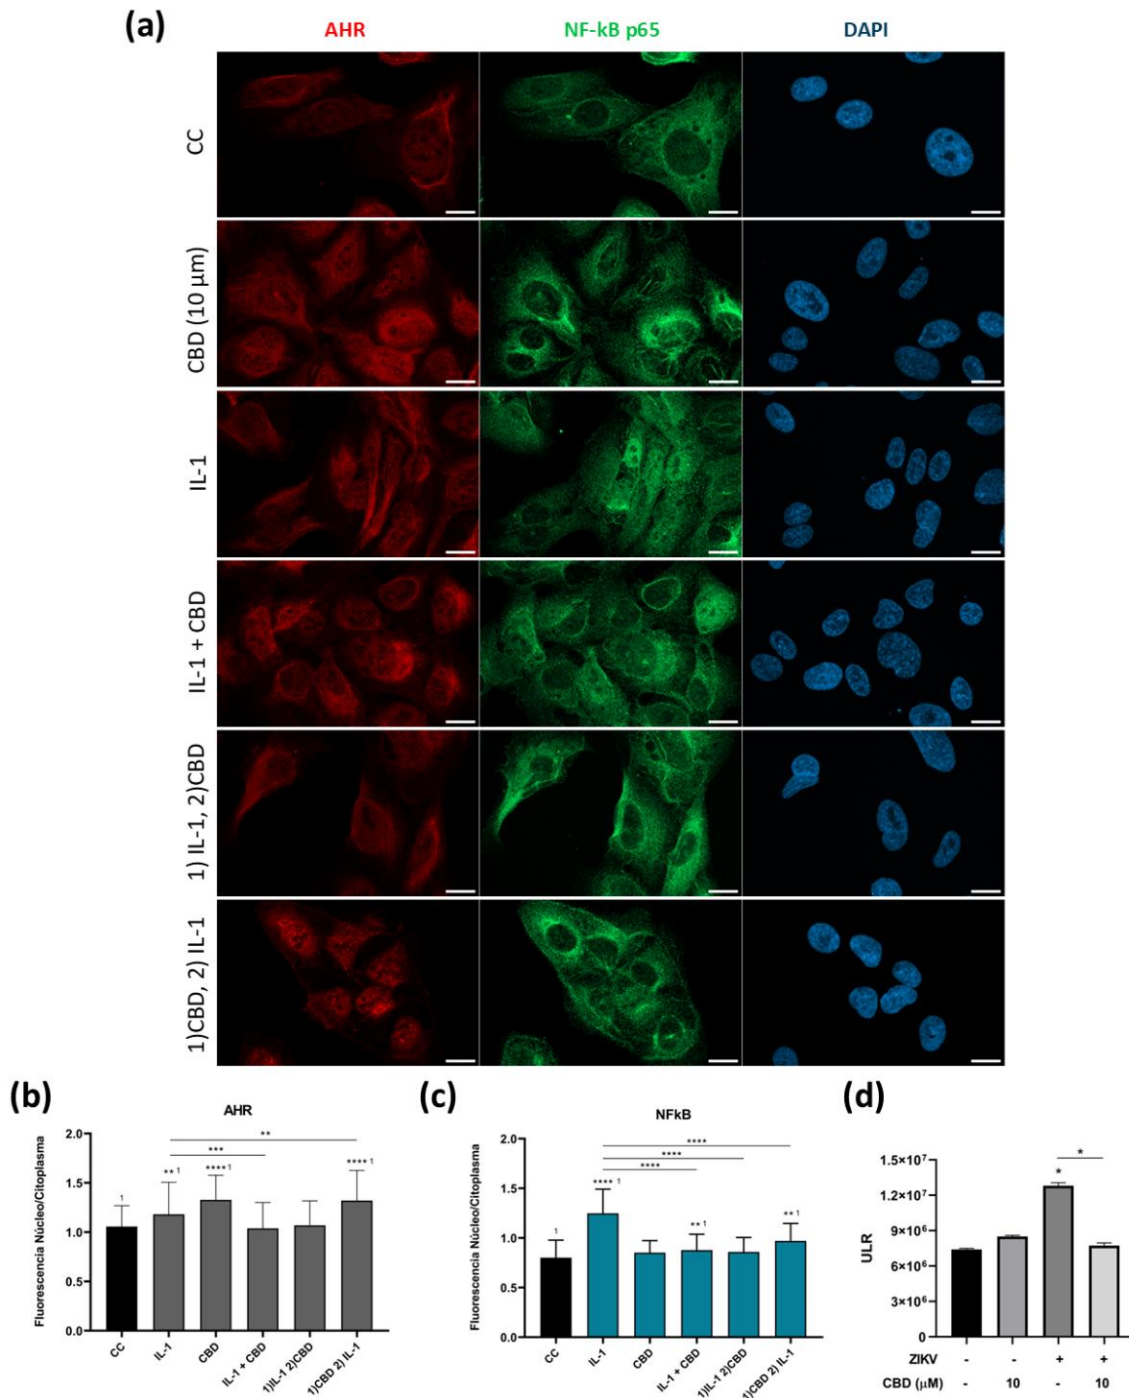 (a)
AHR NF-kB p65 DAPI
CC
CBD (10 µm)
IL-1
IL-1 + CBD
1) IL-1, 2)CBD
1)CBD, 2) IL-1
(b)
AHR
Fluorescencia Núcleo/Citoplasma
2.0
1.5
1.0
0.5
0.0
1
** 1
**** 1
***
**
**** 1
CC IL-1 CBD IL-1 + CBD 1)IL-1 2)CBD 1)CBD 2) IL-1
(c)
NFkB
Fluorescencia Núcleo/Citoplasma
2.0
1.5
1.0
0.5
0.0
1
**** 1
****
****
****
** 1
** 1
CC IL-1 CBD IL-1 + CBD 1)IL-1 2)CBD 1)CBD 2) IL-1
(d)
ULR
1.5×10⁷
1.2×10⁷
9×10⁶
6×10⁶
3×10⁶
0
*
*
ZIKV - - + +
CBD (µM) - 10 - 10